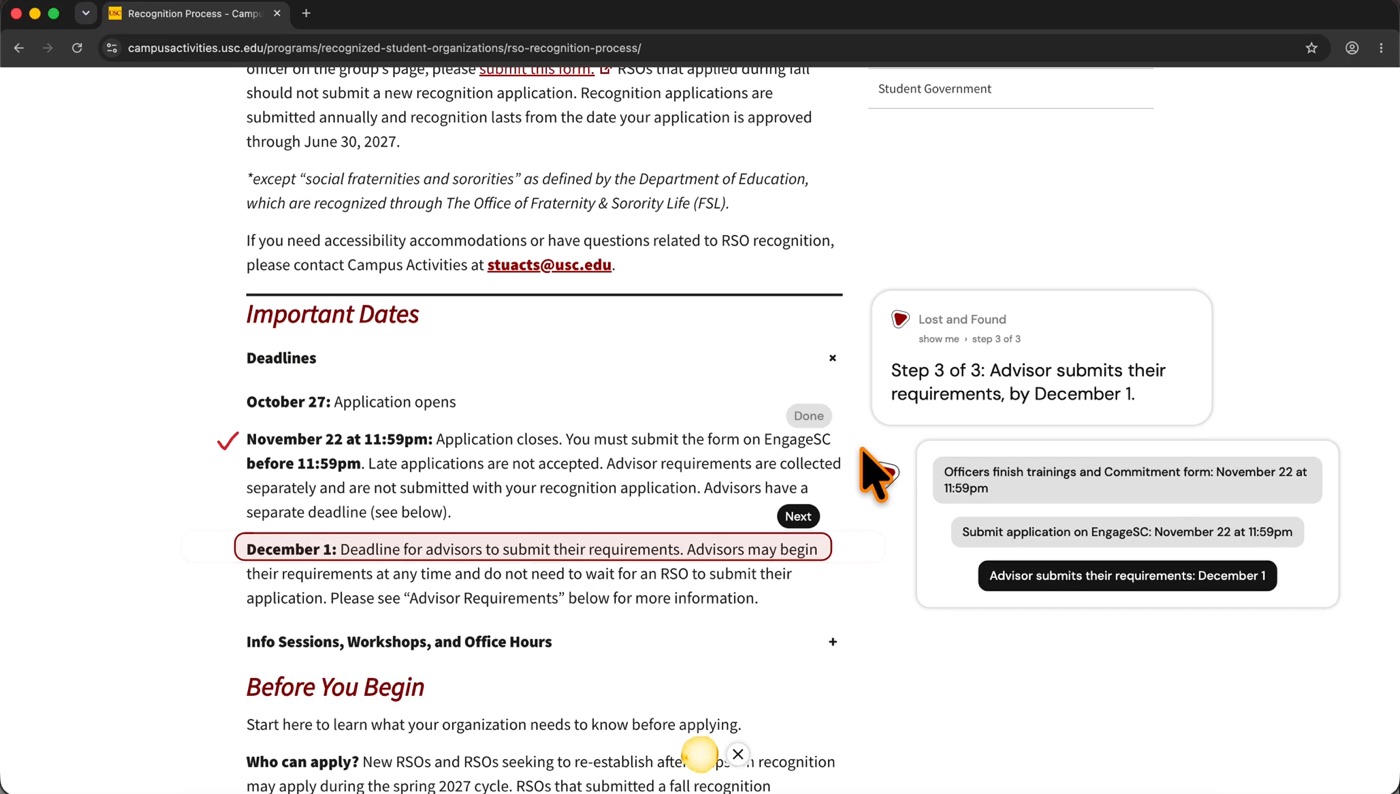 Recognition Process – Camp
campusactivities.usc.edu/programs/recognized-student-organizations/rso-recognition-process/
officer on the group's page, please submit this form. RSOs that applied during fall
should not submit a new recognition application. Recognition applications are
submitted annually and recognition lasts from the date your application is approved
through June 30, 2027.
*except “social fraternities and sororities” as defined by the Department of Education,
which are recognized through The Office of Fraternity & Sorority Life (FSL).
If you need accessibility accommodations or have questions related to RSO recognition,
please contact Campus Activities at stuacts@usc.edu.
Important Dates
Deadlines
October 27: Application opens
Done
November 22 at 11:59pm: Application closes. You must submit the form on EngageSC
before 11:59pm. Late applications are not accepted. Advisor requirements are collected
separately and are not submitted with your recognition application. Advisors have a
separate deadline (see below).
Next
December 1: Deadline for advisors to submit their requirements. Advisors may begin
their requirements at any time and do not need to wait for an RSO to submit their
application. Please see “Advisor Requirements” below for more information.
Info Sessions, Workshops, and Office Hours
Before You Begin
Start here to learn what your organization needs to know before applying.
Who can apply? New RSOs and RSOs seeking to re-establish recognition
may apply during the spring 2027 cycle. RSOs that submitted a fall recognition
Student Government
Lost and Found
show me › step 3 of 3
Step 3 of 3: Advisor submits their
requirements, by December 1.
Officers finish trainings and Commitment form: November 22 at
11:59pm
Submit application on EngageSC: November 22 at 11:59pm
Advisor submits their requirements: December 1